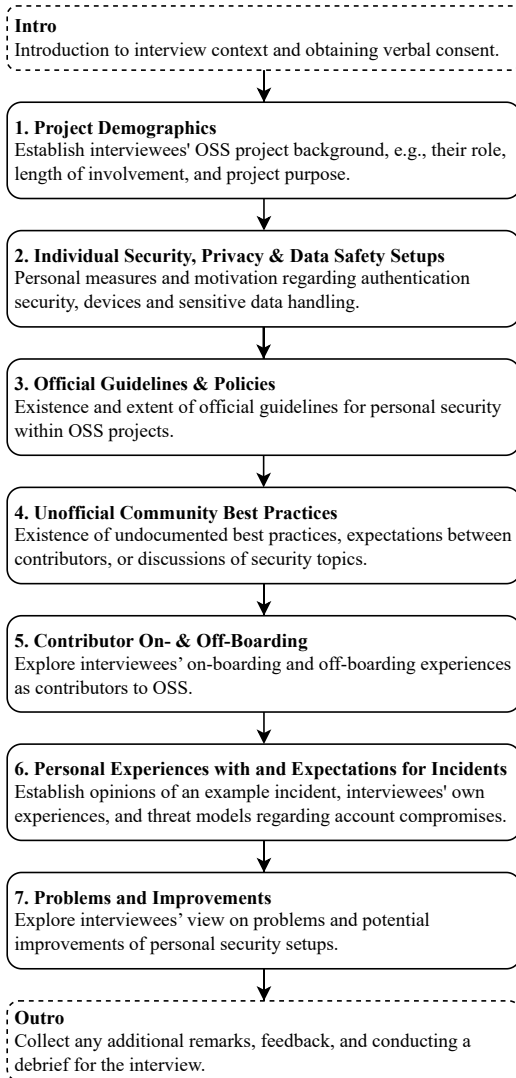 Intro
Introduction to interview context and obtaining verbal consent.
1. Project Demographics
Establish interviewees' OSS project background, e.g., their role,
length of involvement, and project purpose.
2. Individual Security, Privacy & Data Safety Setups
Personal measures and motivation regarding authentication
security, devices and sensitive data handling.
3. Official Guidelines & Policies
Existence and extent of official guidelines for personal security
within OSS projects.
4. Unofficial Community Best Practices
Existence of undocumented best practices, expectations between
contributors, or discussions of security topics.
5. Contributor On- & Off-Boarding
Explore interviewees’ on-boarding and off-boarding experiences
as contributors to OSS.
6. Personal Experiences with and Expectations for Incidents
Establish opinions of an example incident, interviewees' own
experiences, and threat models regarding account compromises.
7. Problems and Improvements
Explore interviewees’ view on problems and potential
improvements of personal security setups.
Outro
Collect any additional remarks, feedback, and conducting a
debrief for the interview.